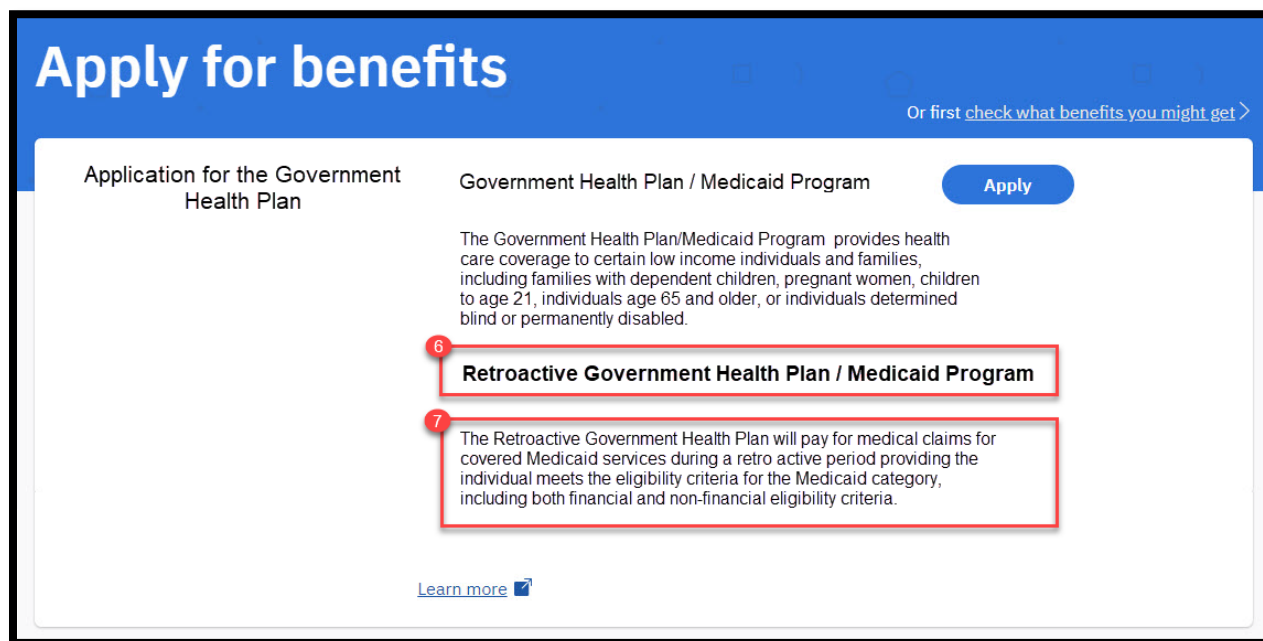 Apply for benefits
Or first check what benefits you might get >
Application for the Government
Health Plan
Government Health Plan / Medicaid Program
Apply
The Government Health Plan/Medicaid Program provides health
care coverage to certain low income individuals and families,
including families with dependent children, pregnant women, children
to age 21, individuals age 65 and older, or individuals determined
blind or permanently disabled.
6
Retroactive Government Health Plan / Medicaid Program
7
The Retroactive Government Health Plan will pay for medical claims for
covered Medicaid services during a retro active period providing the
individual meets the eligibility criteria for the Medicaid category,
including both financial and non-financial eligibility criteria.
Learn more